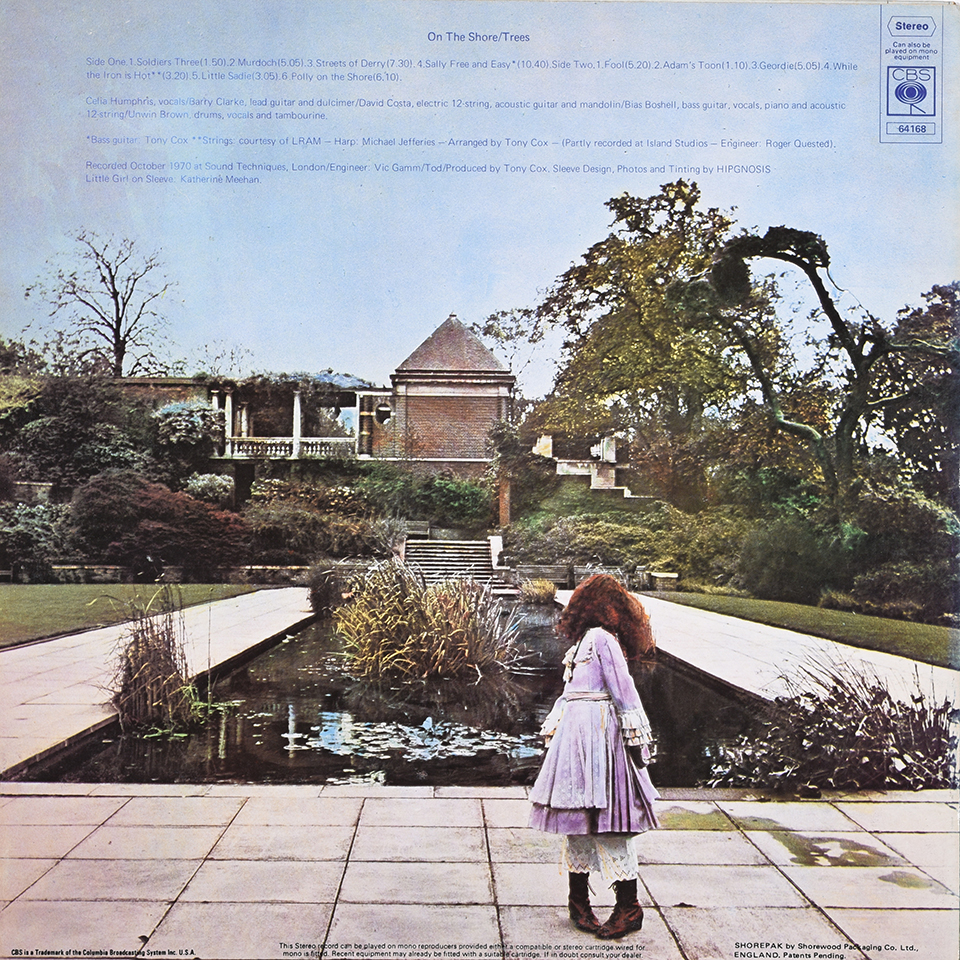 On The Shore/Trees
Stereo
Can also be
played on mono
equipment
CBS
64168
Side One.1.Soldiers Three(1.50).2 Murdoch(5.05).3.Streets of Derry(7.30).4.Sally Free and Easy*(10.40).Side Two,1.Fool(5.20).2.Adam's Toon(1.10).3.Geordie(5.05).4.While
the Iron is Hot**(3.20).5.Little Sadie(3.05).6.Polly on the Shore(6.10).
Celia Humphris, vocals/Barry Clarke, lead guitar and dulcimer/David Costa, electric 12-string, acoustic guitar and mandolin/Bias Boshell, bass guitar, vocals, piano and acoustic
12-string/Unwin Brown, drums, vocals and tambourine.
*Bass guitar, Tony Cox **Strings: courtesy of LRAM – Harp: Michael Jefferies – Arranged by Tony Cox – (Partly recorded at Island Studios – Engineer: Roger Quested).
Recorded October 1970 at Sound Techniques, London/Engineer: Vic Gamm/Tod/Produced by Tony Cox. Sleeve Design, Photos and Tinting by HIPGNOSIS
Little Girl on Sleeve: Katherine Meehan.
CBS is a Trademark of the Columbia Broadcasting System Inc. U.S.A.
This Stereo record can be played on mono reproducers provided either a compatible or stereo cartridge wired for
mono is fitted. Recent equipment may already be fitted with a suitable cartridge. If in doubt consult your dealer.
SHOREPAK by Shorewood Packaging Co. Ltd.,
ENGLAND. Patents Pending.